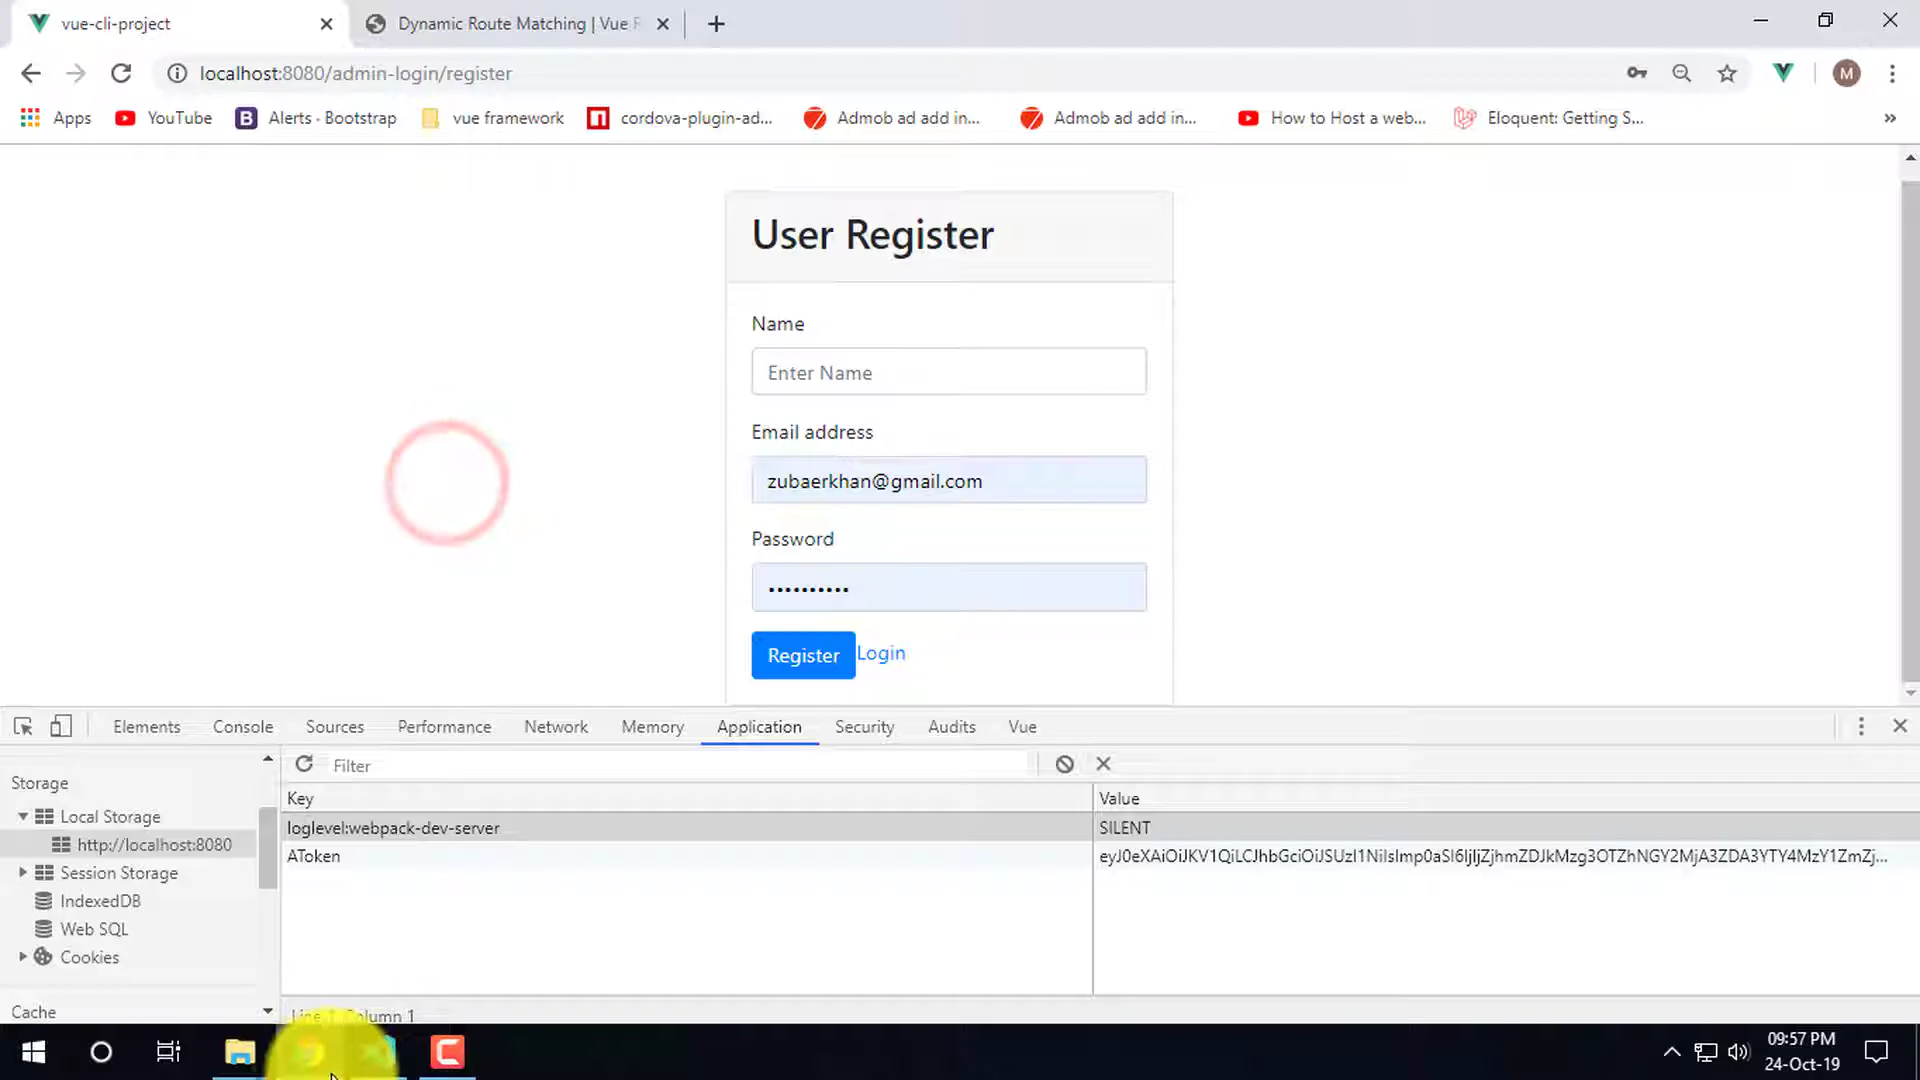 vue-cli-project
Dynamic Route Matching | Vue R
localhost:8080/admin-login/register
M
Apps
YouTube
B
Alerts · Bootstrap
vue framework
cordova-plugin-ad...
Admob ad add in...
Admob ad add in...
How to Host a web...
Eloquent: Getting S...
»
User Register
Name
Enter Name
Email address
zubaerkhan@gmail.com
Password
Register
Login
Elements
Console
Sources
Performance
Network
Memory
Application
Security
Audits
Vue
Storage
Local Storage
http://localhost:8080
Session Storage
IndexedDB
Web SQL
Cookies
Cache
Filter
Key
Value
loglevel:webpack-dev-server
SILENT
AToken
Line 1, Column 1
09:57 PM
24-Oct-19